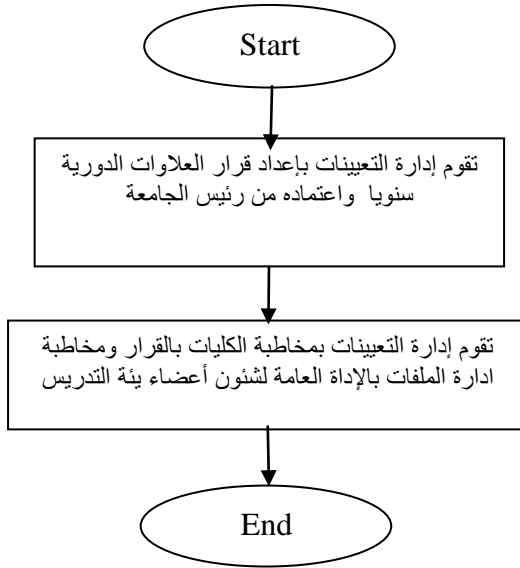 Start
تقوم إدارة التعيينات بإعداد قرار العلاوات الدورية
سنويا واعتماده من رئيس الجامعة
تقوم إدارة التعيينات بمخاطبة الكليات بالقرار ومخاطبة
ادارة الملفات بالإداة العامة لشئون أعضاء يئة التدريس
End